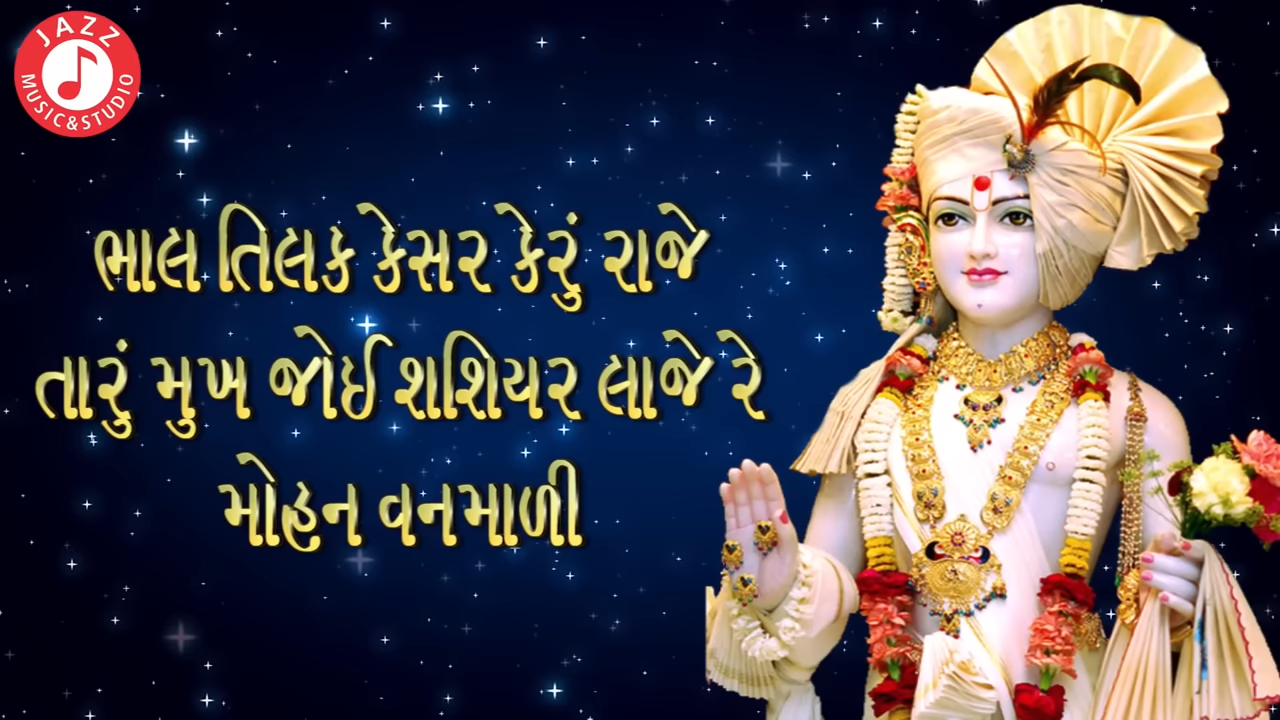 JAZZ
MUSIC&STUDIO
ભાલ તિલક કેસર કેરું રાજે
તારું મુખ જોઈ શશિયર લાજે રે
મોહન વનમાળી